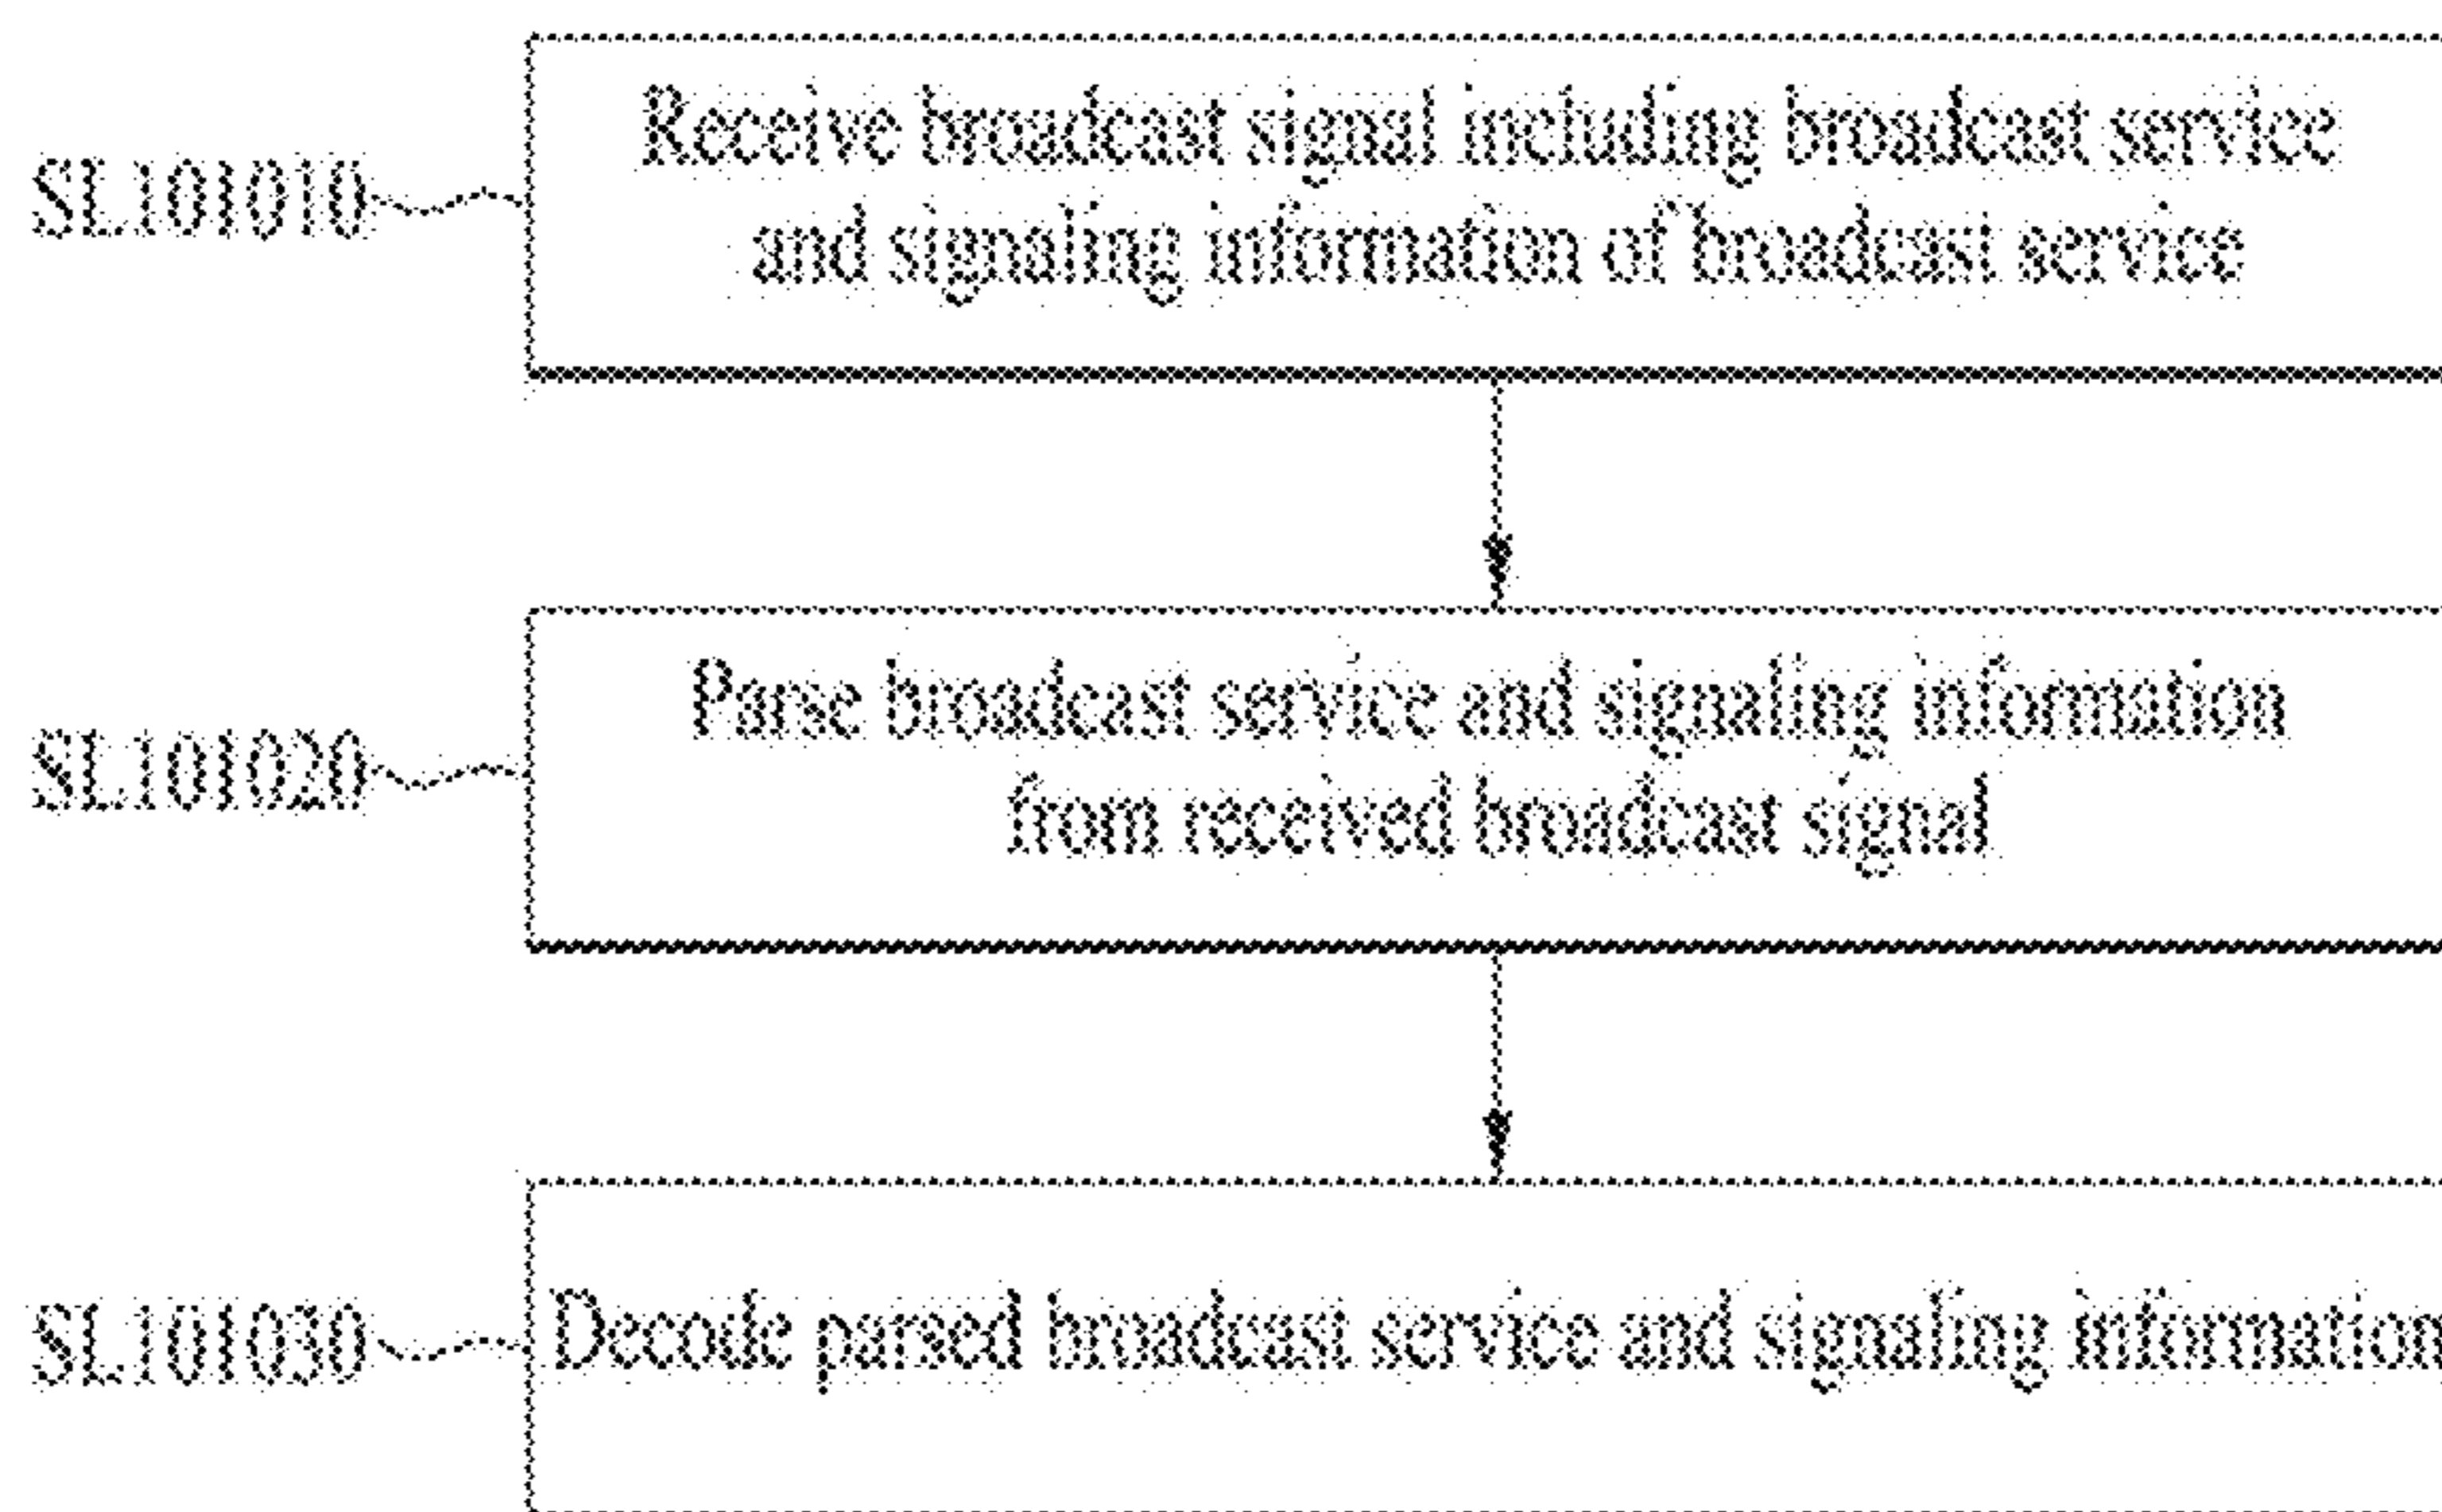 SL101010
Receive broadcast signal including broadcast service
and signaling information of broadcast service
SL101020
Parse broadcast service and signaling information
from received broadcast signal
SL101030
Decode parsed broadcast service and signaling information